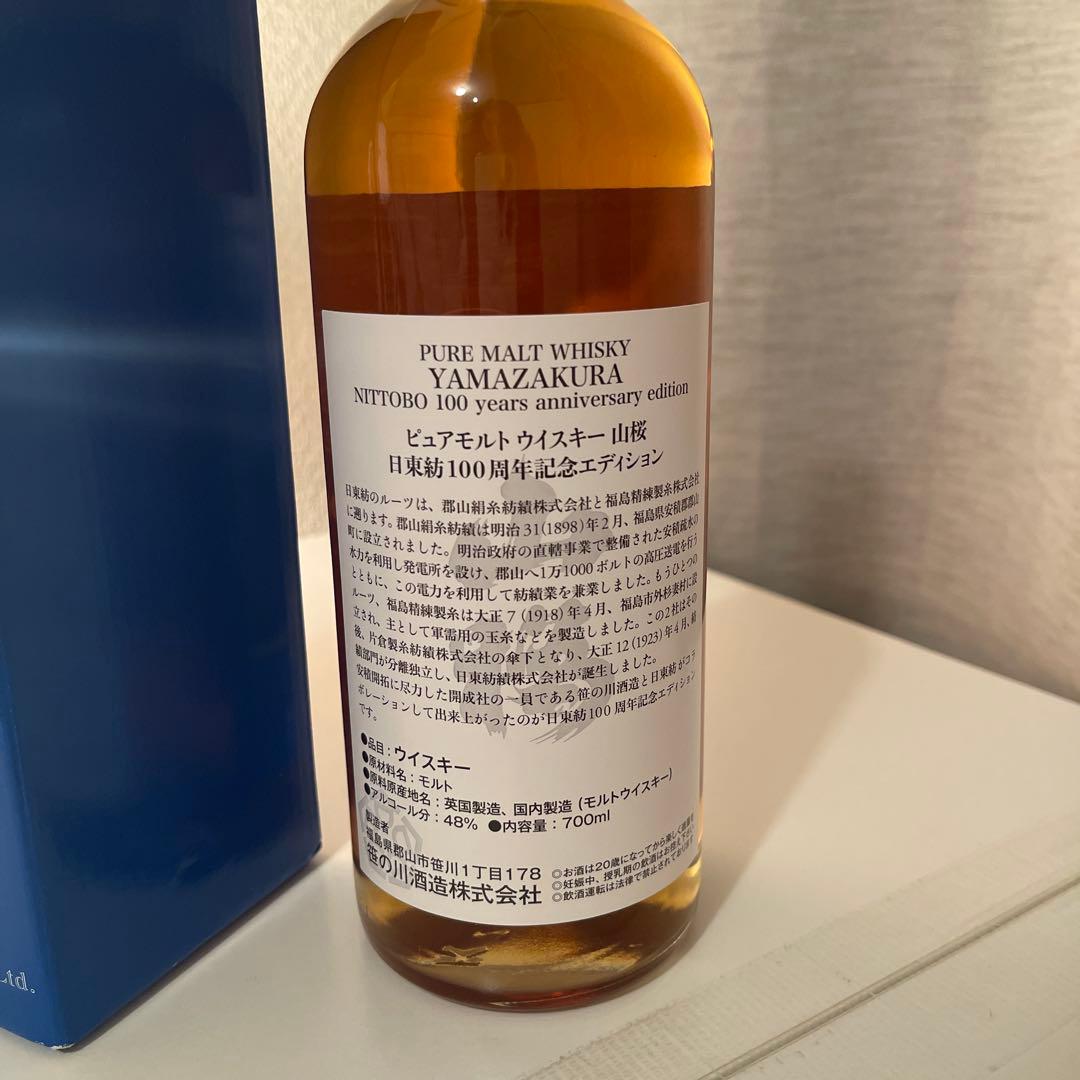 PURE MALT WHISKY
YAMAZAKURA
NITTOBO 100 years anniversary edition
ピュアモルト ウイスキー 山桜
日東紡100周年記念エディション
日東紡のルーツは、郡山絹糸紡績株式会社と福島精練製糸株式会社
に遡ります。郡山絹糸紡績は明治31(1898)年2月、福島県安積郡郡山
町に設立されました。明治政府の直轄事業で整備された安積疏水の
水力を利用し発電所を設け、郡山へ1万1000ボルトの高圧送電を行う
とともに、この電力を利用して紡績業を兼業しました。もうひとつの
ルーツ、福島精練製糸は大正7(1918)年4月、福島市外杉妻村に設
立され、主として軍需用の玉糸などを製造しました。この2社はその
後、片倉製糸紡績株式会社の傘下となり、大正12(1923)年4月、紡
績部門が分離独立し、日東紡績株式会社が誕生しました。
安積開拓に尽力した開成社の一員である笹の川酒造と日東紡がコラ
ボレーションして出来上がったのが日東紡100周年記念エディション
です。
●品目:ウイスキー
●原材料名:モルト
●原料原産地名:英国製造、国内製造(モルトウイスキー)
●アルコール分:48% ●内容量:700ml
製造者
福島県郡山市笹川1丁目178
笹の川酒造株式会社
◎お酒は20歳になってから楽しく適量を
◎妊娠中、授乳期の飲酒はお控え下さい
◎飲酒運転は法律で禁止されております
Ltd.